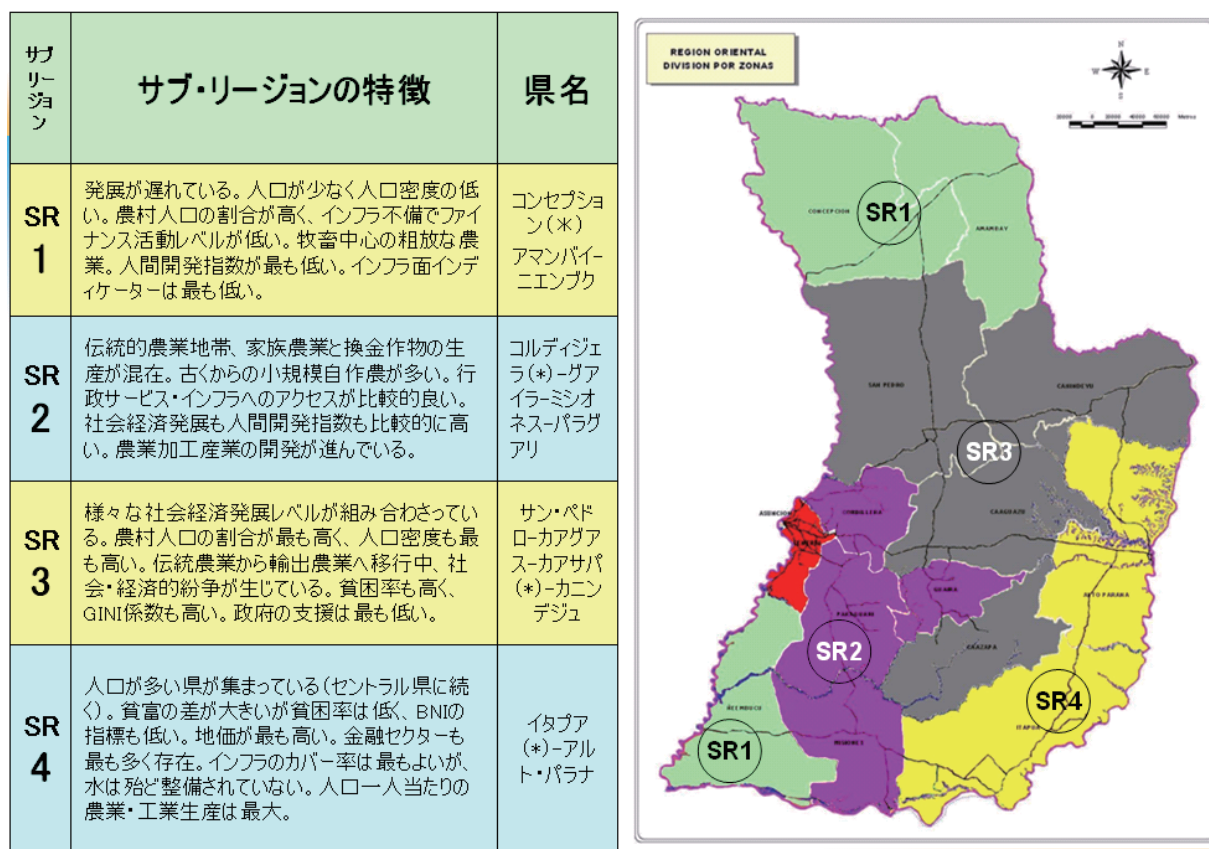 サブ
リー
ジョ
ン
サブ・リージョンの特徴
県名
SR
1
発展が遅れている。人口が少なく人口密度の低
い。農村人口の割合が高く、インフラ不備でファイ
ナンス活動レベルが低い。牧畜中心の粗放な農
業。人間開発指数が最も低い。インフラ面インデ
ィケーターは最も低い。
コンセプショ
ン(*)
アマンバイー
ニエンブク
SR
2
伝統的農業地帯、家族農業と換金作物の生
産が混在。古くからの小規模自作農が多い。行
政サービス・インフラへのアクセスが比較的良い。
社会経済発展も人間開発指数も比較的に高
い。農業加工産業の開発が進んでいる。
コルディジェ
ラ(*)-グア
イラーミシオ
ネスーパラグ
アリ
SR
3
様々な社会経済発展レベルが組み合わさってい
る。農村人口の割合が最も高く、人口密度も最
も高い。伝統農業から輸出農業へ移行中、社
会・経済的紛争が生じている。貧困率も高く、
GINI係数も高い。政府の支援は最も低い。
サン・ペド
ローカアグア
スーカアサパ
(*)-カニン
デジュ
SR
4
人口が多い県が集まっている(セントラル県に続
く)。貧富の差が大きいが貧困率は低く、BNIの
指標も低い。地価が最も高い。金融セクターも
最も多く存在。インフラのカバー率は最もよいが、
水は殆ど整備されていない。人口一人当たりの
農業・工業生産は最大。
イタプア
(*)-アル
ト・パラナ
REGION ORIENTAL
DIVISION POR ZONAS
N
W
E
S
20000 0 20000 40000 60000 Metros
CONCEPCION
SR1
AMAMBAY
SAN PEDRO
CANINDEYU
SR3
CAAGUAZU
ASUNCION
CORDILLERA
CENTRAL
GUAIRA
ALTO PARANA
PARAGUARI
SR2
CAAZAPA
SR4
ITAPUA
ÑEEMBUCU
SR1
MISIONES